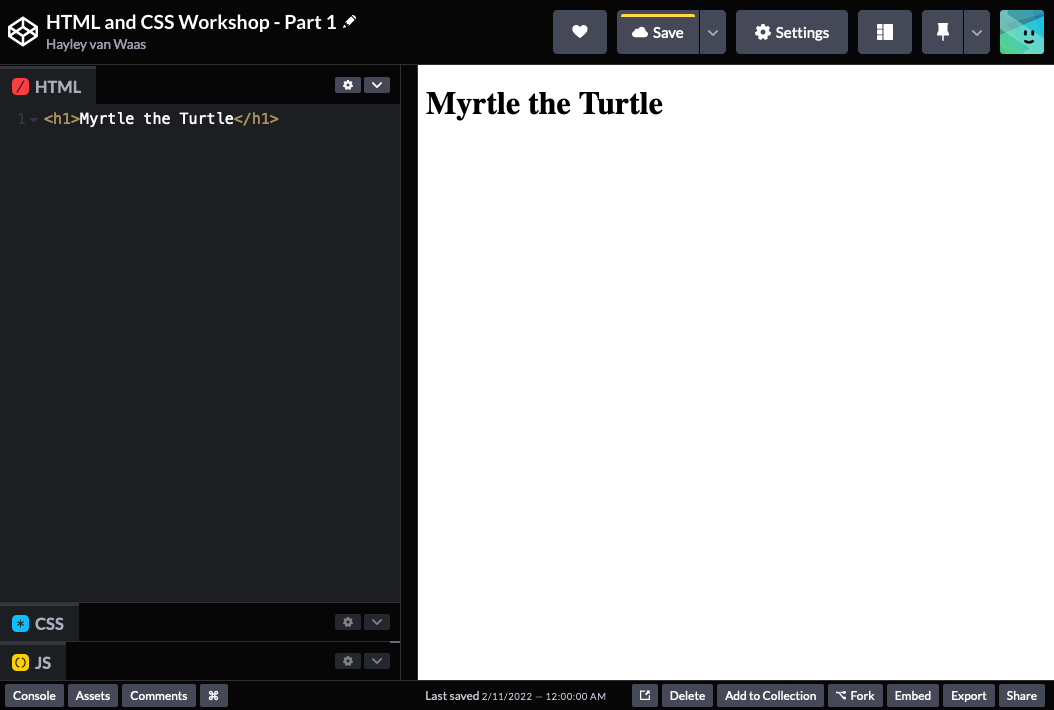 HTML and CSS Workshop - Part 1
Hayley van Waas
Save
Settings
HTML
1 <h1>Myrtle the Turtle</h1>
Myrtle the Turtle
CSS
JS
Console Assets Comments ⌘ Last saved 2/11/2022 — 12:00:00 AM Delete Add to Collection ⌥ Fork Embed Export Share